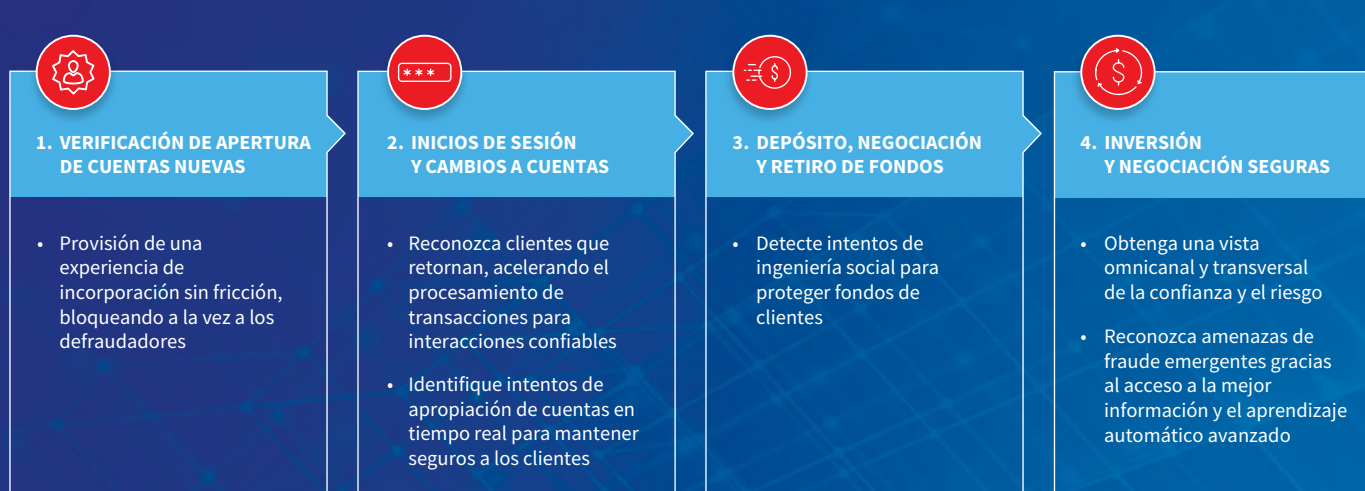 1. VERIFICACIÓN DE APERTURA
DE CUENTAS NUEVAS
• Provisión de una
experiencia de
incorporación sin fricción,
bloqueando a la vez a los
defraudadores
***
2. INICIOS DE SESIÓN
Y CAMBIOS A CUENTAS
• Reconozca clientes que
retornan, acelerando el
procesamiento de
transacciones para
interacciones confiables
• Identifique intentos de
apropiación de cuentas en
tiempo real para mantener
seguros a los clientes
$
3. DEPÓSITO, NEGOCIACIÓN
Y RETIRO DE FONDOS
• Detecte intentos de
ingeniería social para
proteger fondos de
clientes
$
4. INVERSIÓN
Y NEGOCIACIÓN SEGURAS
• Obtenga una vista
omnicanal y transversal
de la confianza y el riesgo
• Reconozca amenazas de
fraude emergentes gracias
al acceso a la mejor
información y el aprendizaje
automático avanzado